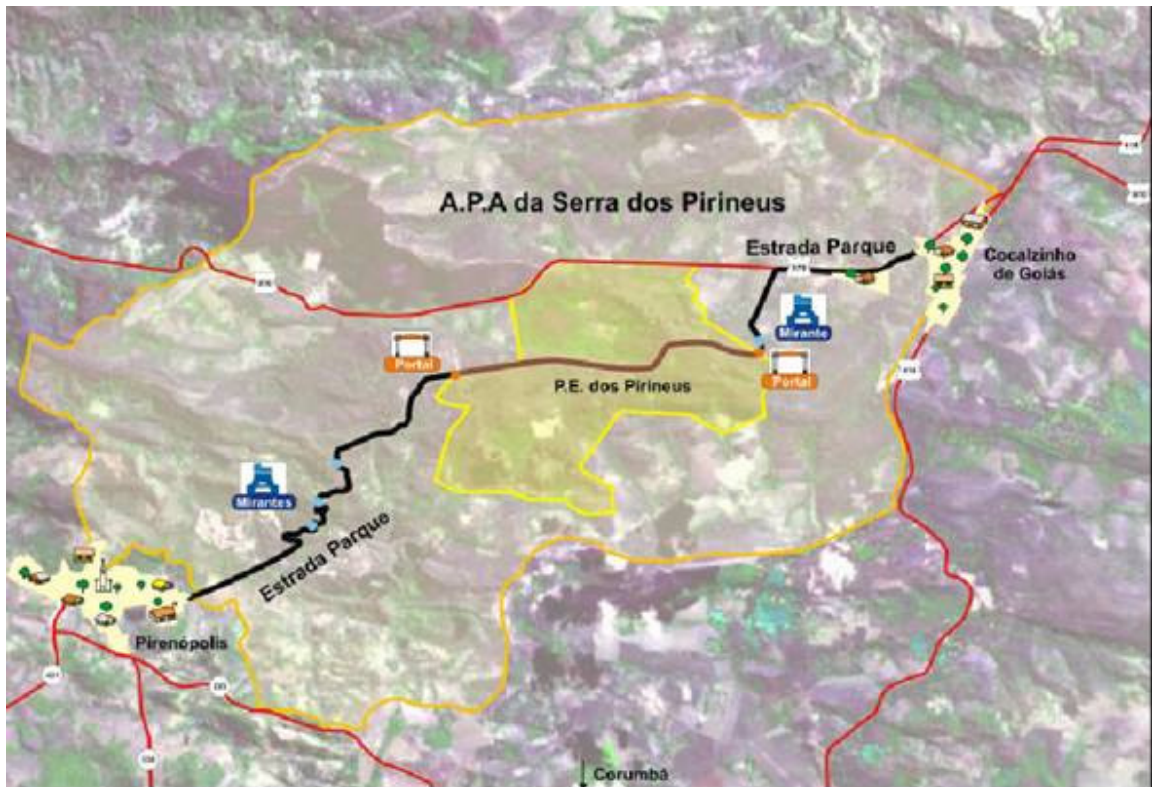 A.P.A da Serra dos Pirineus
Estrada Parque
Cocalzinho
de Goiás
Mirante
Portal
Portal
P.E. dos Pirineus
Mirantes
Estrada Parque
Pirenópolis
Corumbá